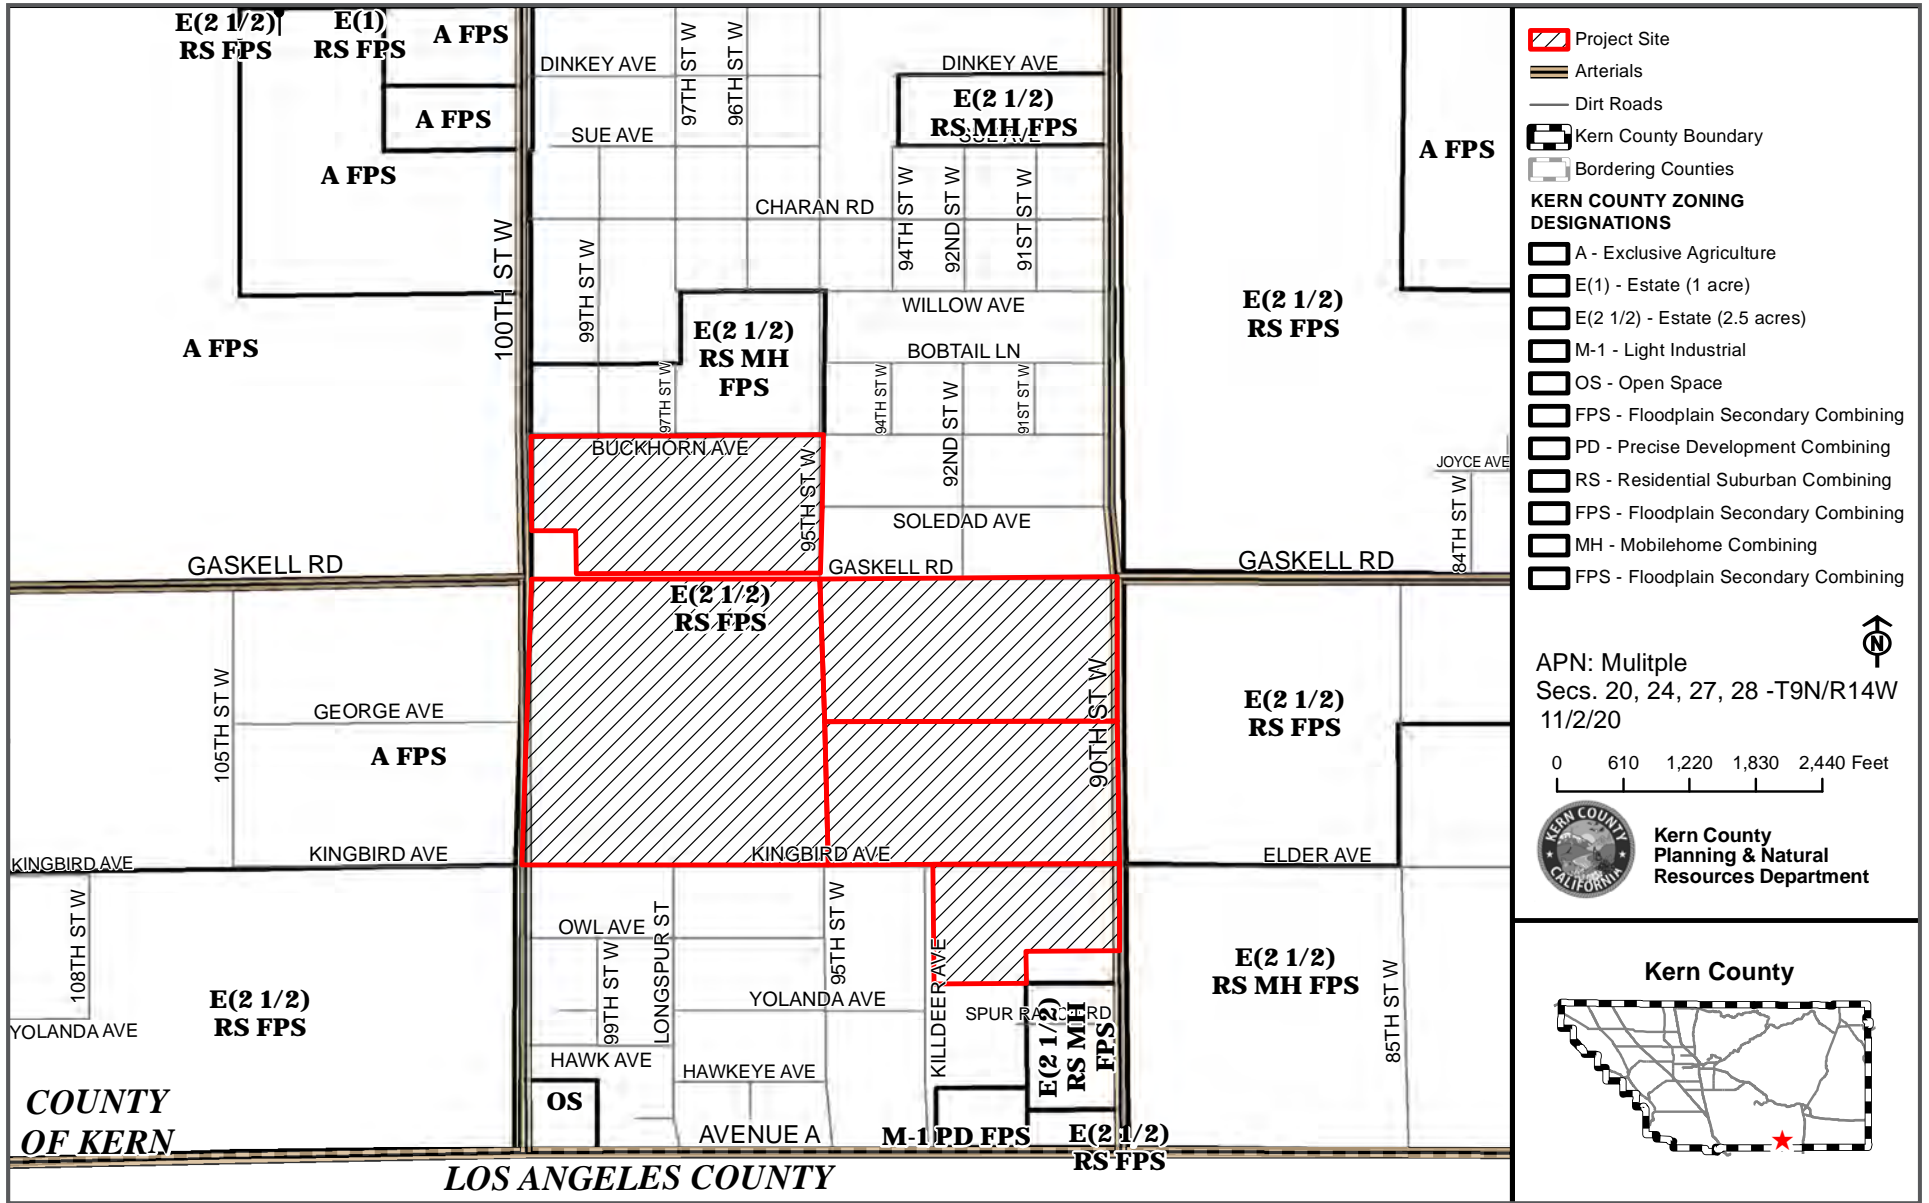 E(2 1/2)
RS FPS
E(1)
RS FPS
A FPS
A FPS
A FPS
A FPS
100TH ST W
DINKEY AVE
97TH ST W
96TH ST W
DINKEY AVE
E(2 1/2)
RS MH FPS
SUE AVE
SUE AVE
CHARAN RD
94TH ST W
92ND ST W
91ST ST W
99TH ST W
WILLOW AVE
E(2 1/2)
RS MH
FPS
BOBTAIL LN
97TH ST W
94TH ST W
92ND ST W
91ST ST W
BUCKHORN AVE
95TH ST W
SOLEDAD AVE
A FPS
E(2 1/2)
RS FPS
JOYCE AVE
84TH ST W
GASKELL RD
GASKELL RD
GASKELL RD
E(2 1/2)
RS FPS
105TH ST W
GEORGE AVE
A FPS
90TH ST W
E(2 1/2)
RS FPS
KINGBIRD AVE
KINGBIRD AVE
KINGBIRD AVE
ELDER AVE
108TH ST W
OWL AVE
99TH ST W
LONGSPUR ST
95TH ST W
KILLDEER AVE
E(2 1/2)
RS FPS
YOLANDA AVE
YOLANDA AVE
SPUR RANCH RD
E(2 1/2)
RS MH
FPS
E(2 1/2)
RS MH FPS
85TH ST W
HAWK AVE
HAWKEYE AVE
OS
COUNTY
OF KERN
AVENUE A
M-1 PD FPS
E(2 1/2)
RS FPS
LOS ANGELES COUNTY
Project Site
Arterials
Dirt Roads
Kern County Boundary
Bordering Counties
KERN COUNTY ZONING
DESIGNATIONS
A - Exclusive Agriculture
E(1) - Estate (1 acre)
E(2 1/2) - Estate (2.5 acres)
M-1 - Light Industrial
OS - Open Space
FPS - Floodplain Secondary Combining
PD - Precise Development Combining
RS - Residential Suburban Combining
FPS - Floodplain Secondary Combining
MH - Mobilehome Combining
FPS - Floodplain Secondary Combining
N
APN: Mulitple
Secs. 20, 24, 27, 28 -T9N/R14W
11/2/20
0 610 1,220 1,830 2,440 Feet
KERN COUNTY
CALIFORNIA
Kern County
Planning & Natural
Resources Department
Kern County